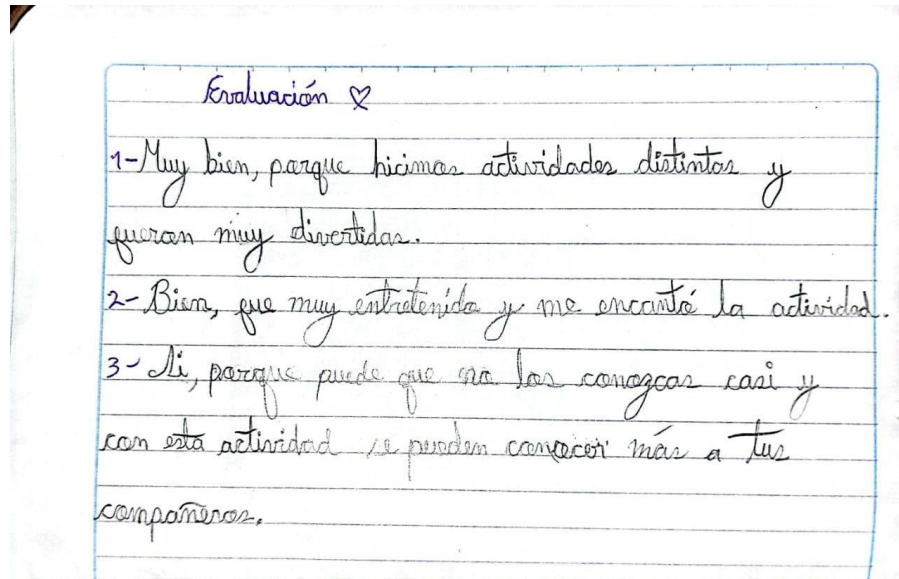 Evaluación ♡
1- Muy bien, porque hicimos actividades distintas y
fueron muy divertidas.
2- Bien, fue muy entretenido y me encantó la actividad.
3- Si, porque puede que no los conozcas casi y
con esta actividad se pueden conocer más a tus
compañeros.